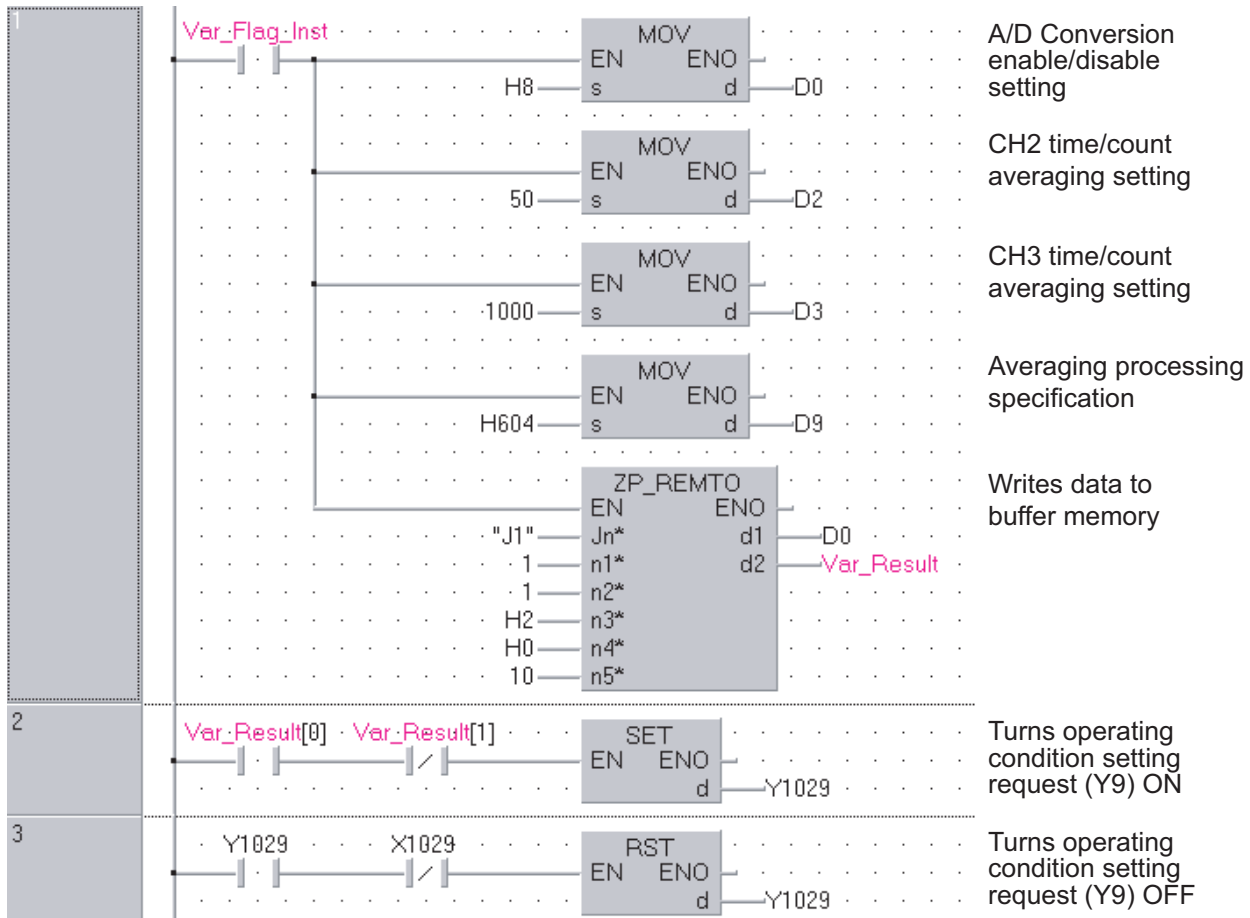 1
Var_Flag_Inst
MOV
EN ENO
H8 s d D0
A/D Conversion
enable/disable
setting
MOV
EN ENO
50 s d D2
CH2 time/count
averaging setting
MOV
EN ENO
1000 s d D3
CH3 time/count
averaging setting
MOV
EN ENO
H604 s d D9
Averaging processing
specification
ZP_REMTO
EN ENO
"J1" Jn* d1 D0
1 n1* d2 Var_Result
1 n2*
H2 n3*
H0 n4*
10 n5*
Writes data to
buffer memory
2
Var_Result[0] Var_Result[1]
SET
EN ENO
d Y1029
Turns operating
condition setting
request (Y9) ON
3
Y1029 X1029
RST
EN ENO
d Y1029
Turns operating
condition setting
request (Y9) OFF